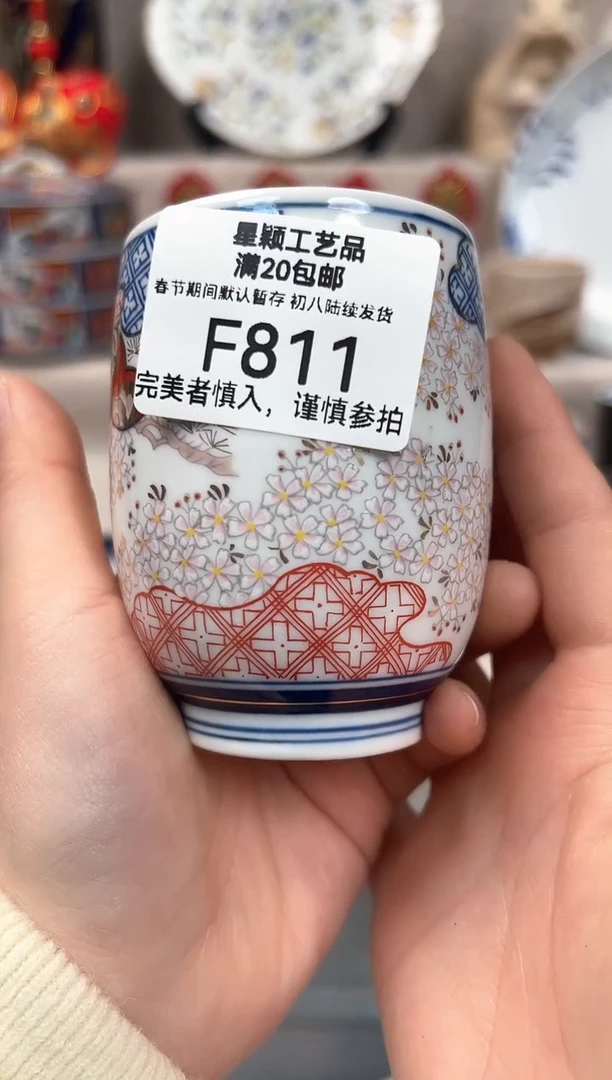 星颖工艺品
满20包邮
春节期间默认暂存 初八陆续发货
F811
完美者慎入，谨慎参拍